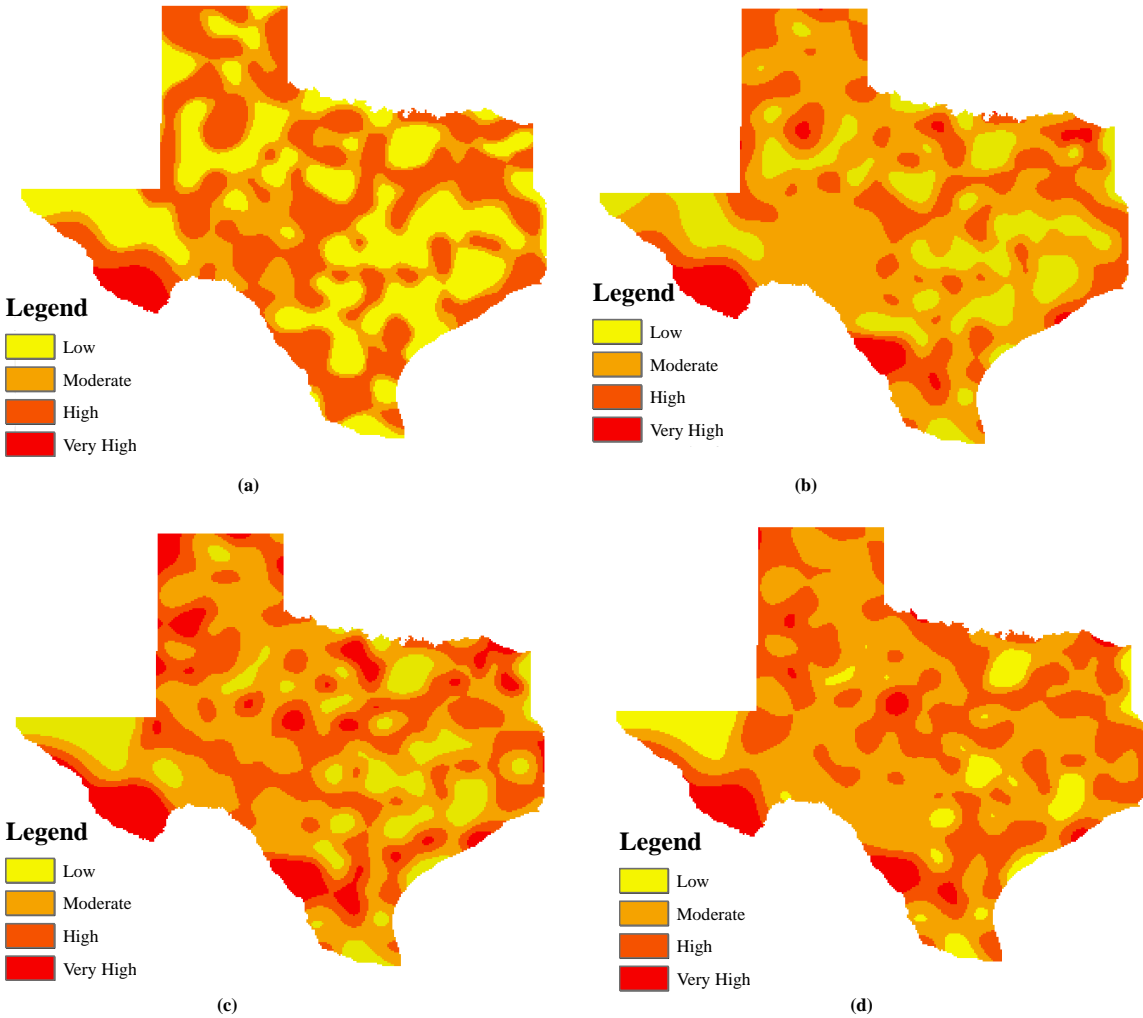 Legend
Low
Moderate
High
Very High
(a)
Legend
Low
Moderate
High
Very High
(b)
Legend
Low
Moderate
High
Very High
(c)
Legend
Low
Moderate
High
Very High
(d)